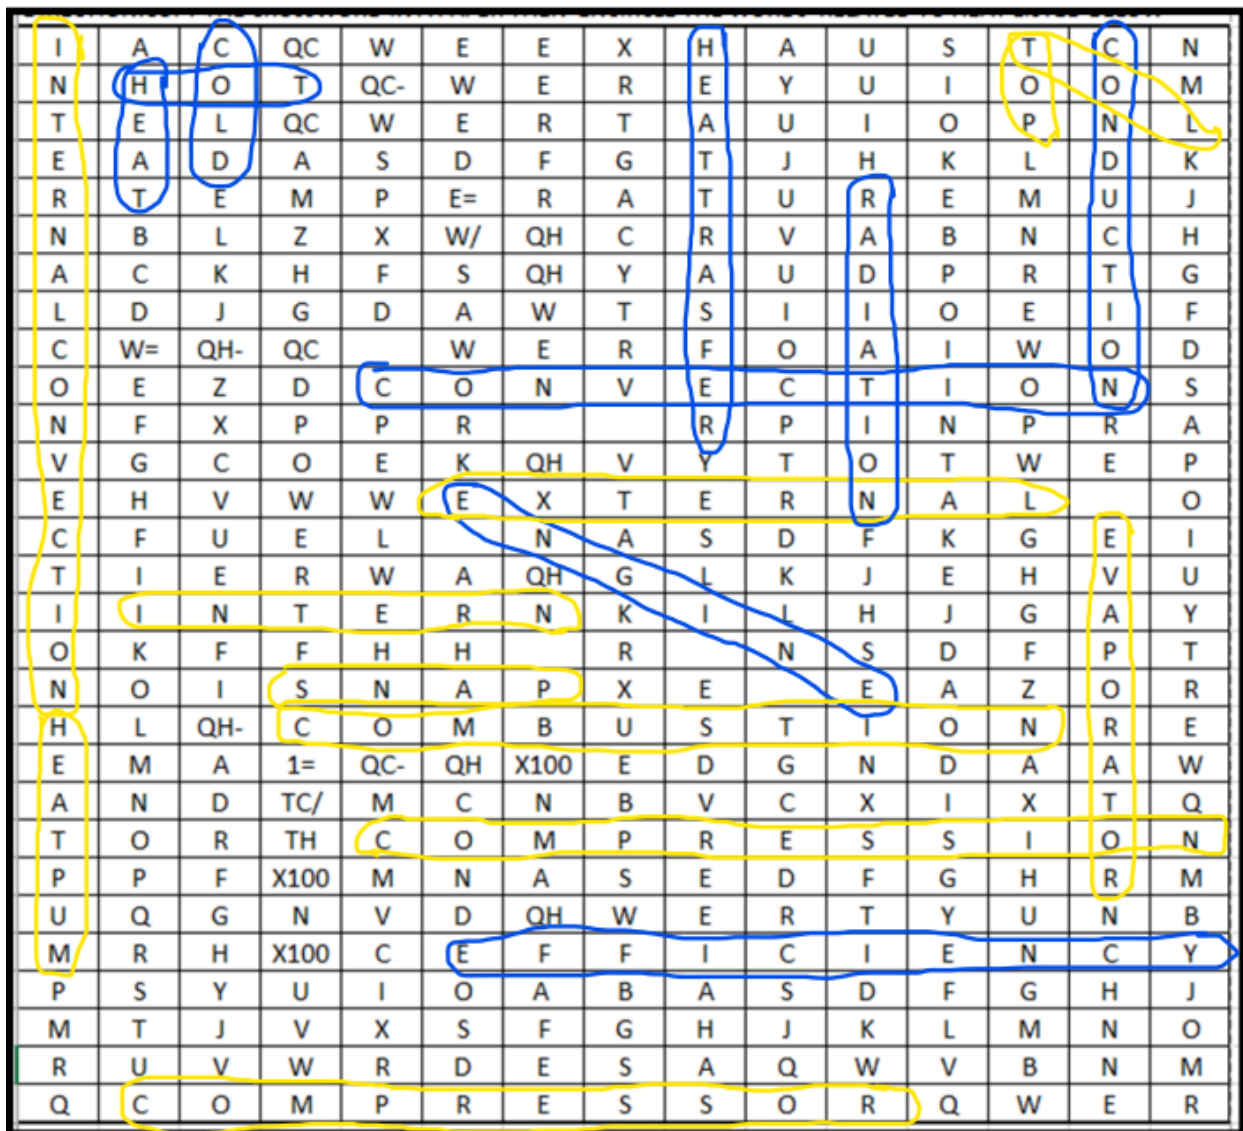 I A C QC W E E X H A U S T C N
N H O T QC- W E R E Y U I O O M
T E L QC W E R T A U I O P N L
E A D A S D F G T J H K L D K
R T E M P E= R A T U R E M U J
N B L Z X W/ QH C R V A B N C H
A C K H F S QH Y A U D P R T G
L D J G D A W T S I I O E I F
C W= QH- QC W E R F O A I W O D
O E Z D C O N V E C T I O N S
N F X P P R R P I N P R A
V G C O E K QH V Y T O T W E P
E H V W W E X T E R N A L O
C F U E L N A S D F K G E I
T I E R W A QH G L K J E H V U
I I N T E R N K I L H J G A Y
O K F F H H R N S D F P T
N O I S N A P X E E A Z O R
H L QH- C O M B U S T I O N R E
E M A 1= QC- QH X100 E D G N D A A W
A N D TC/ M C N B V C X I X T Q
T O R TH C O M P R E S S I O N
P P F X100 M N A S E D F G H R M
U Q G N V D QH W E R T Y U N B
M R H X100 C E F F I C I E N C Y
P S Y U I O A B A S D F G H J
M T J V X S F G H J K L M N O
R U V W R D E S A Q W V B N M
Q C O M P R E S S O R Q W E R